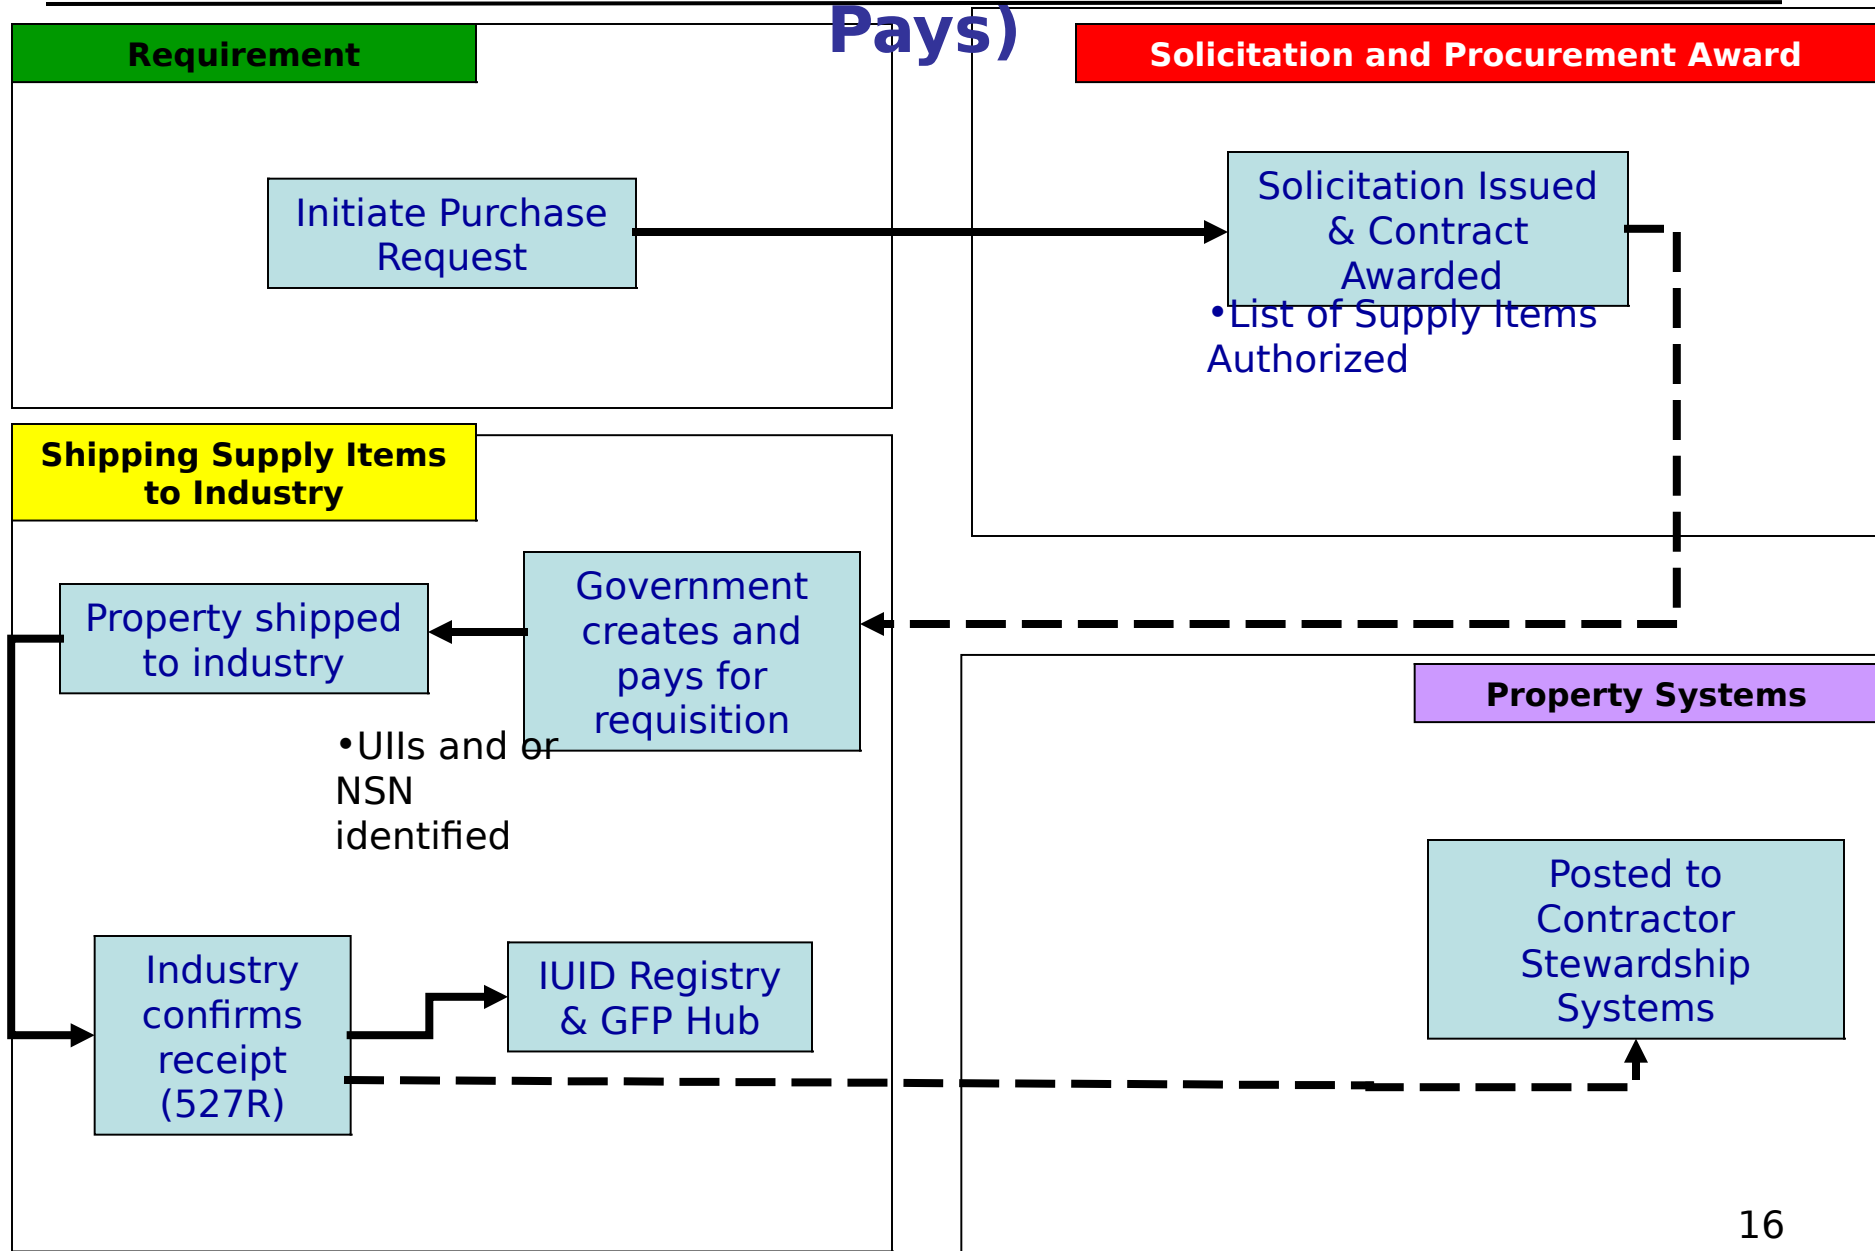 Pays)
Requirement
Solicitation and Procurement Award
Initiate Purchase
Request
Solicitation Issued
& Contract
Awarded
•List of Supply Items
Authorized
Shipping Supply Items
to Industry
Property shipped
to industry
Government
creates and
pays for
requisition
•UIIs and or
NSN
identified
Property Systems
Industry
confirms
receipt
(527R)
IUID Registry
& GFP Hub
Posted to
Contractor
Stewardship
Systems
16